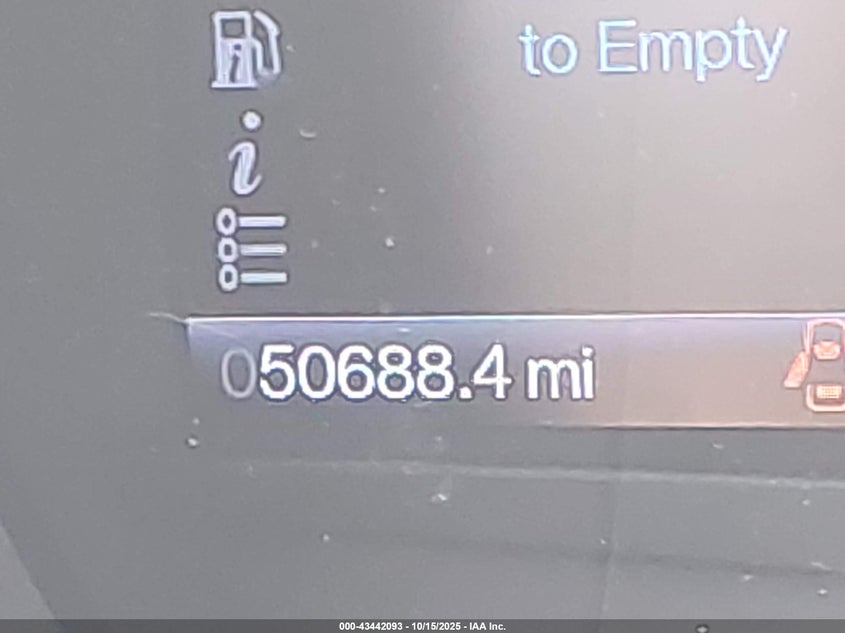 to Empty
i
050688.4 mi
000-43442093 - 10/15/2025 - IAA Inc.